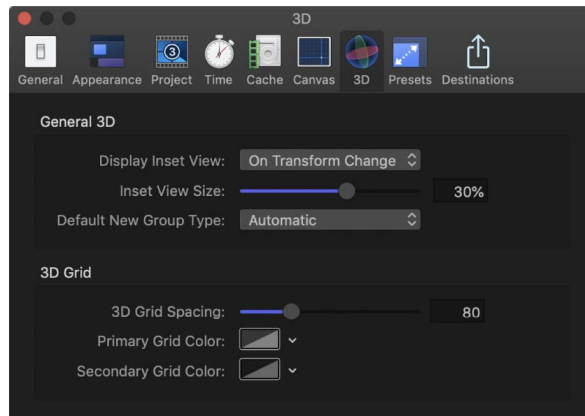 3D
3
General Appearance Project Time Cache Canvas 3D Presets Destinations
General 3D
Display Inset View: On Transform Change
Inset View Size: 30%
Default New Group Type: Automatic
3D Grid
3D Grid Spacing: 80
Primary Grid Color:
Secondary Grid Color: